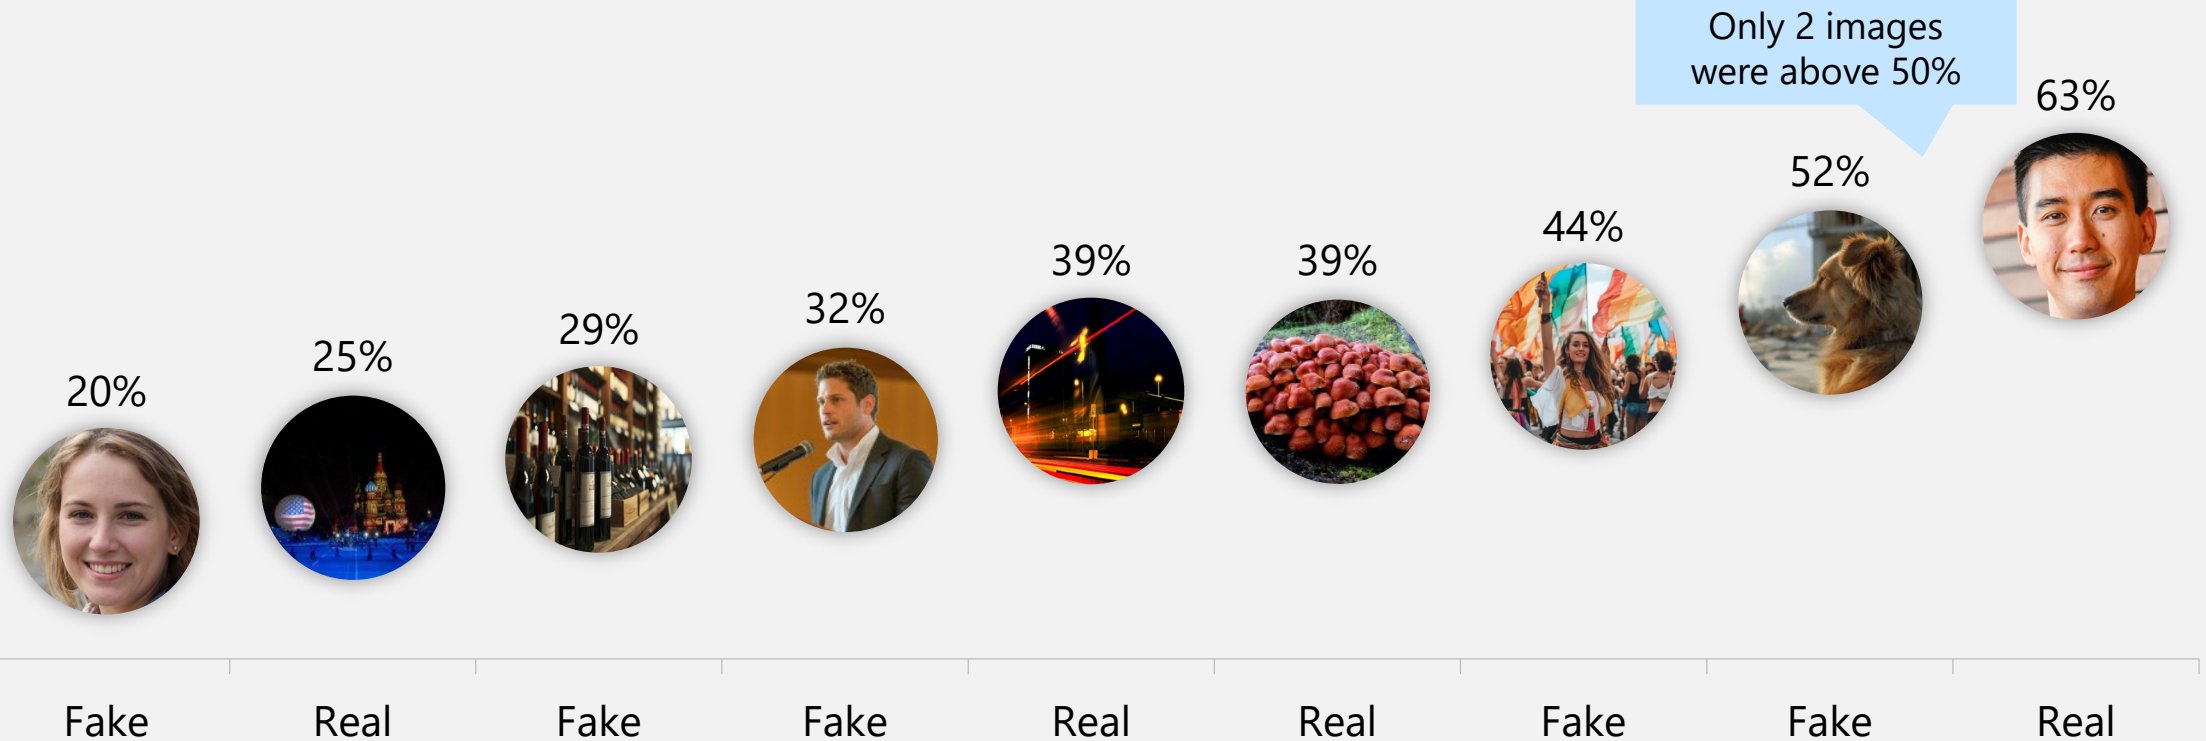 Only 2 images
were above 50%
63%
52%
44%
39%
39%
32%
29%
25%
20%
Fake
Real
Fake
Fake
Real
Real
Fake
Fake
Real